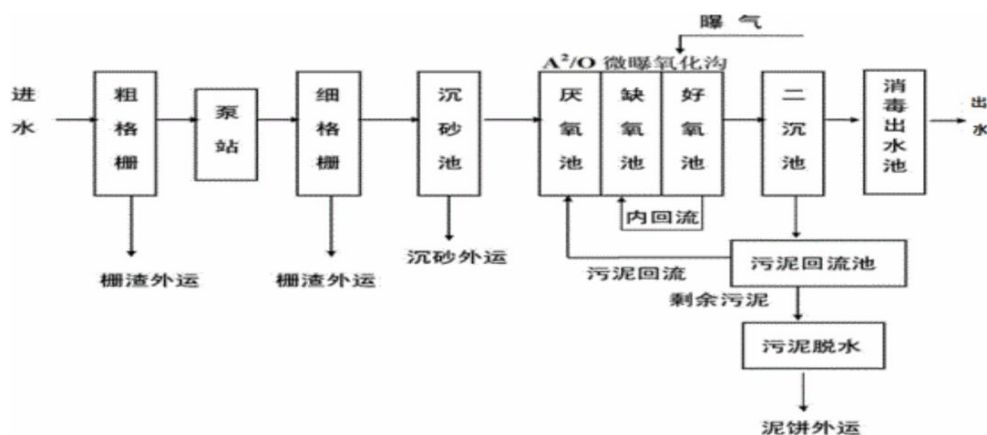 曝气
A²/O 微曝氧化沟
进水
粗格栅
泵站
细格栅
沉砂池
厌氧池
缺氧池
好氧池
二沉池
消毒出水池
出水
内回流
栅渣外运
栅渣外运
沉砂外运
污泥回流
污泥回流池
剩余污泥
污泥脱水
泥饼外运